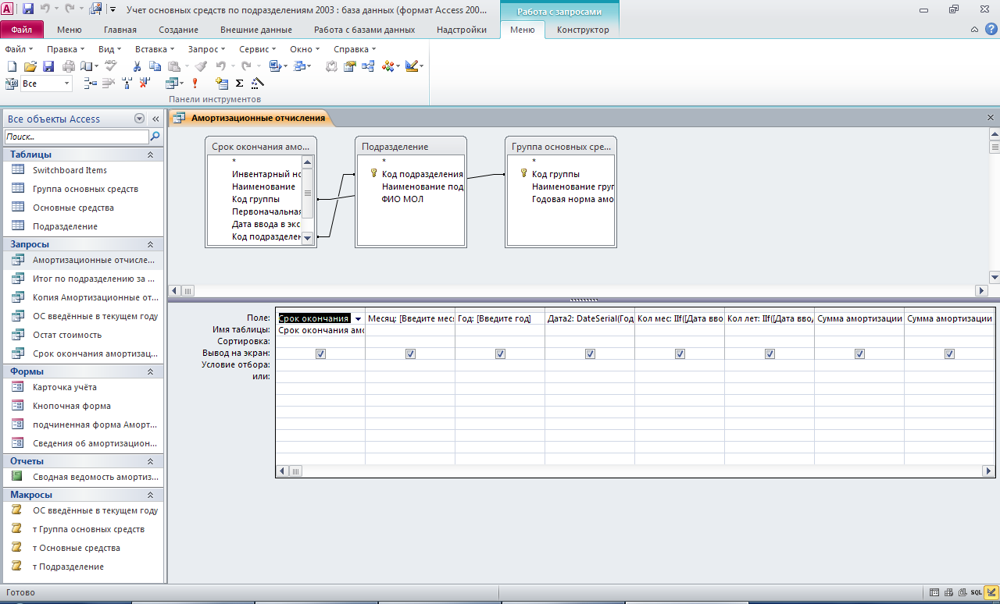 Учет основных средств по подразделениям 2003 : база данных (формат Access 200...
Работа с запросами
Файл Меню Главная Создание Внешние данные Работа с базами данных Надстройки Меню Конструктор
Файл Правка Вид Вставка Запрос Сервис Окно Справка
Все
Панели инструментов
Все объекты Access
Амортизационные отчисления
Поиск...
Таблицы
Switchboard Items
Группа основных средств
Основные средства
Подразделение
Запросы
Амортизационные отчисле...
Итог по подразделению за ...
Копия Амортизационные от...
ОС введённые в текущем году
Остат стоимость
Срок окончания амортизац...
Формы
Карточка учёта
Кнопочная форма
подчиненная форма Аморт...
Сведения об амортизацион...
Отчеты
Сводная ведомость амортиз...
Макросы
ОС введённые в текущем году
т Группа основных средств
т Основные средства
т Подразделение
Срок окончания амо...
*
Инвентарный но
Наименование
Код группы
Первоначальная
Дата ввода в экс
Код подразделен
Подразделение
*
Код подразделения
Наименование под
ФИО МОЛ
Группа основных сре...
*
Код группы
Наименование груп
Годовая норма амо
Поле: Срок окончания Месяц: [Введите меся Год: [Введите год] Дата2: DateSerial(Год Кол мес: IIf([Дата вво Кол лет: IIf([Дата ввод Сумма амортизации Сумма амортизации
Имя таблицы: Срок окончания амо
Сортировка:
Вывод на экран:
Условие отбора:
или:
Готово
SQL